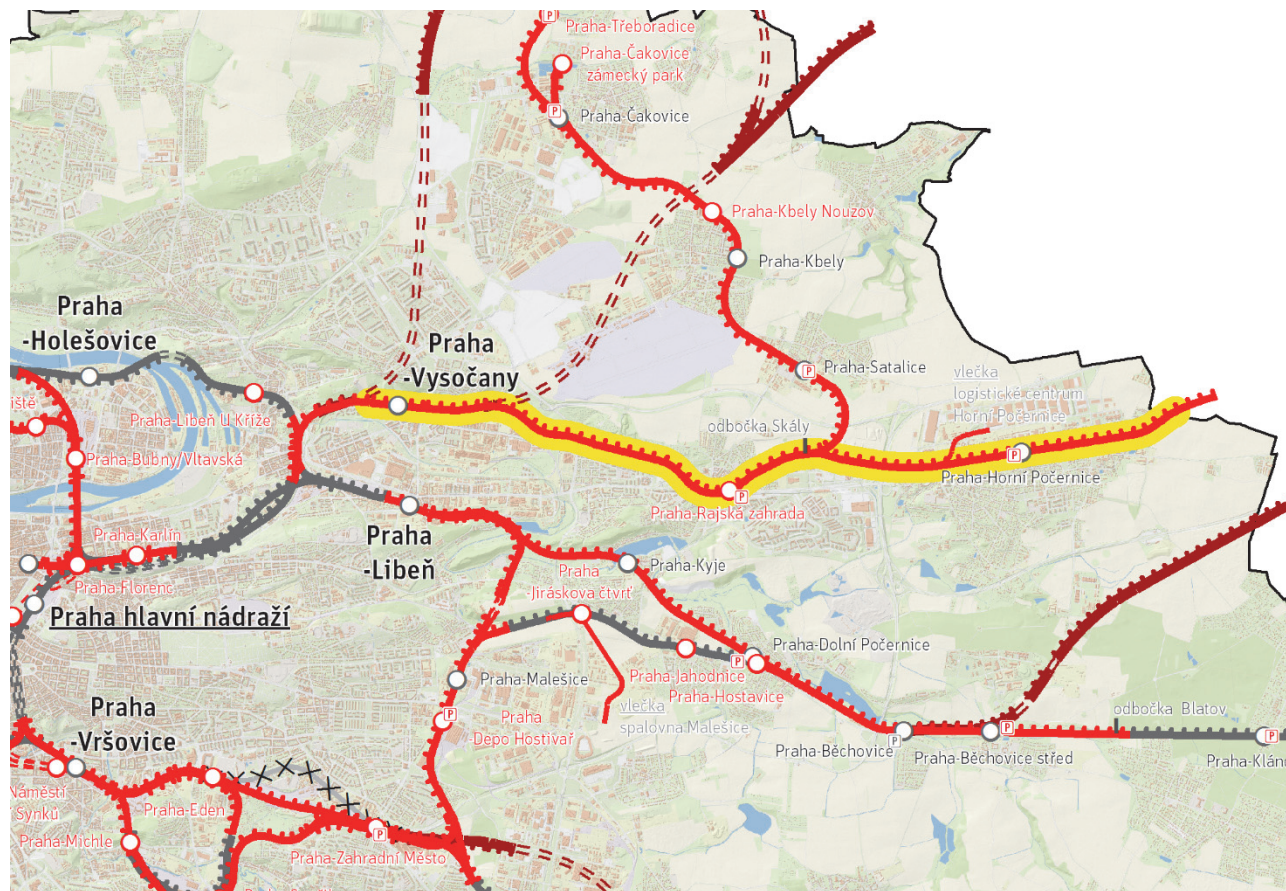 P
Praha-Třeboradice
Praha-Čakovice
zámecký park
P
Praha-Čakovice
Praha-Kbely Nouzov
Praha-Kbely
Praha
-Holešovice
Praha
-Vysočany
P
Praha-Satalice
vlečka
logistické centrum
Horní Počernice
iště
Praha-Libeň U Kříže
odbočka Skály
Praha-Bubny/Vltavská
P
Praha-Horní Počernice
P
Praha-Rajská zahrada
Praha-Karlín
Praha
-Libeň
Praha-Florenc
Praha-Kyje
Praha
-Jiráskova čtvrť
Praha hlavní nádraží
Praha-Dolní Počernice
P
Praha-Jahodnice
Praha-Hostavice
Praha-Malešice
vlečka
spalovna Malešice
P
Praha
Depo Hostivař
Praha
-Vršovice
odbočka Blatov
P
P
P
Praha-Běchovice
Praha-Běchovice střed
Praha-Kláno
Náměstí
Synků
Praha-Eden
Praha-Michle
P
Praha-Zahradní Město